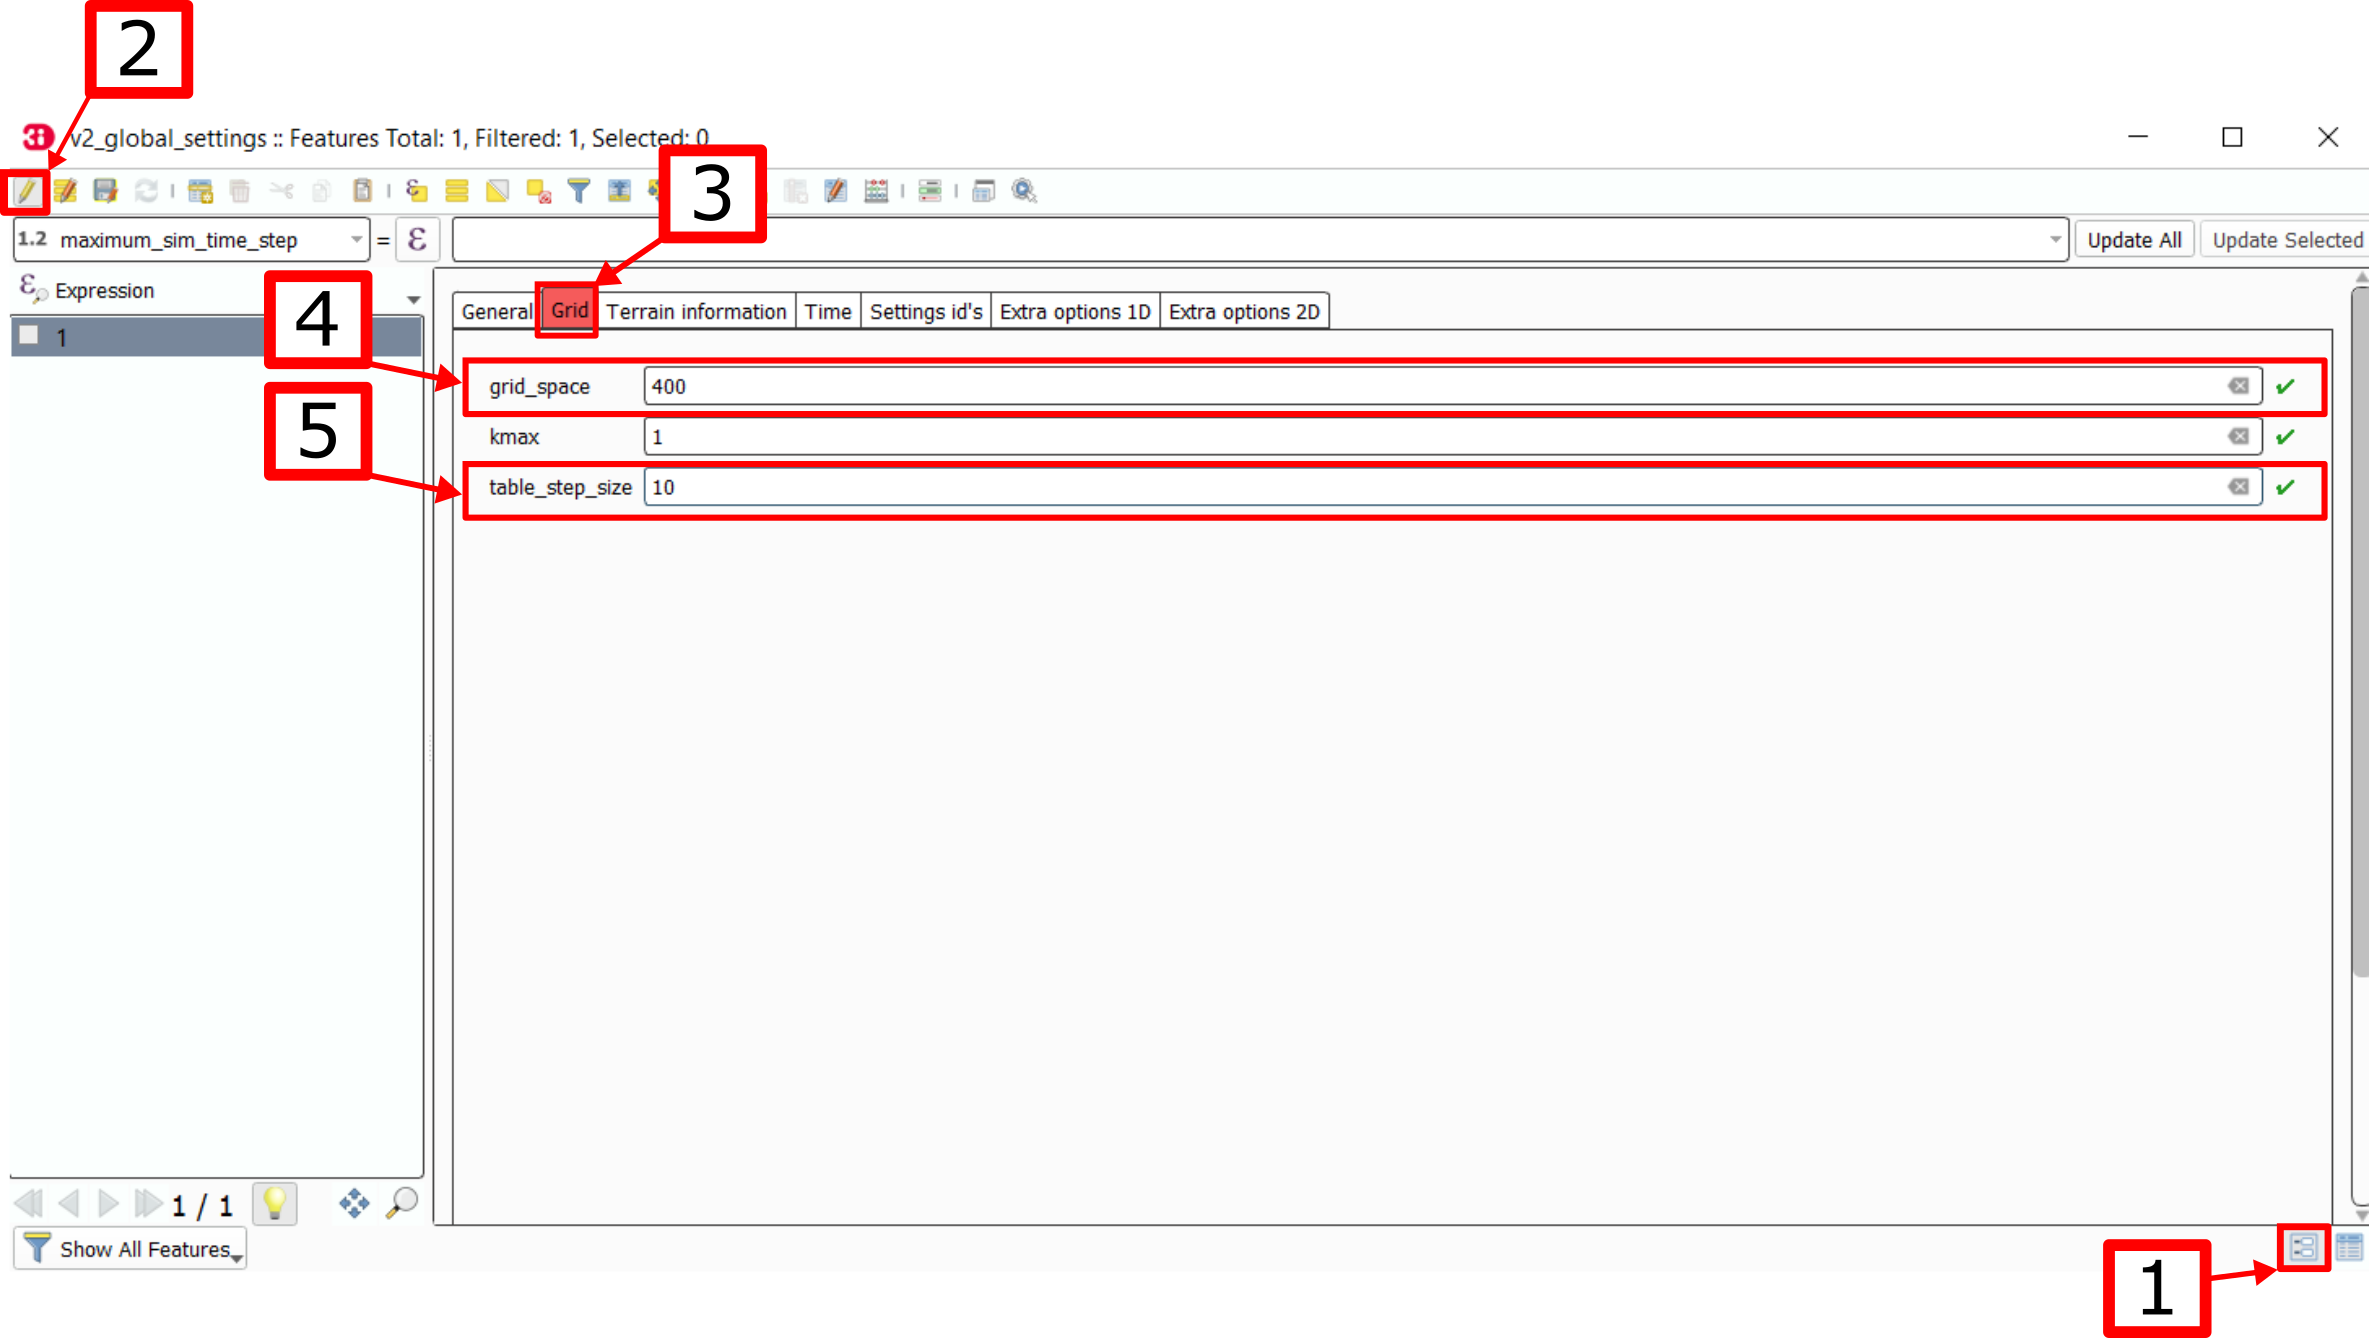 2
3i v2_global_settings :: Features Total: 1, Filtered: 1, Selected: 0
3
1.2 maximum_sim_time_step = ε Update All Update Selected
ε Expression
4
General Grid Terrain information Time Settings id's Extra options 1D Extra options 2D
1
grid_space 400
5
kmax 1
table_step_size 10
1 / 1
Show All Features
1